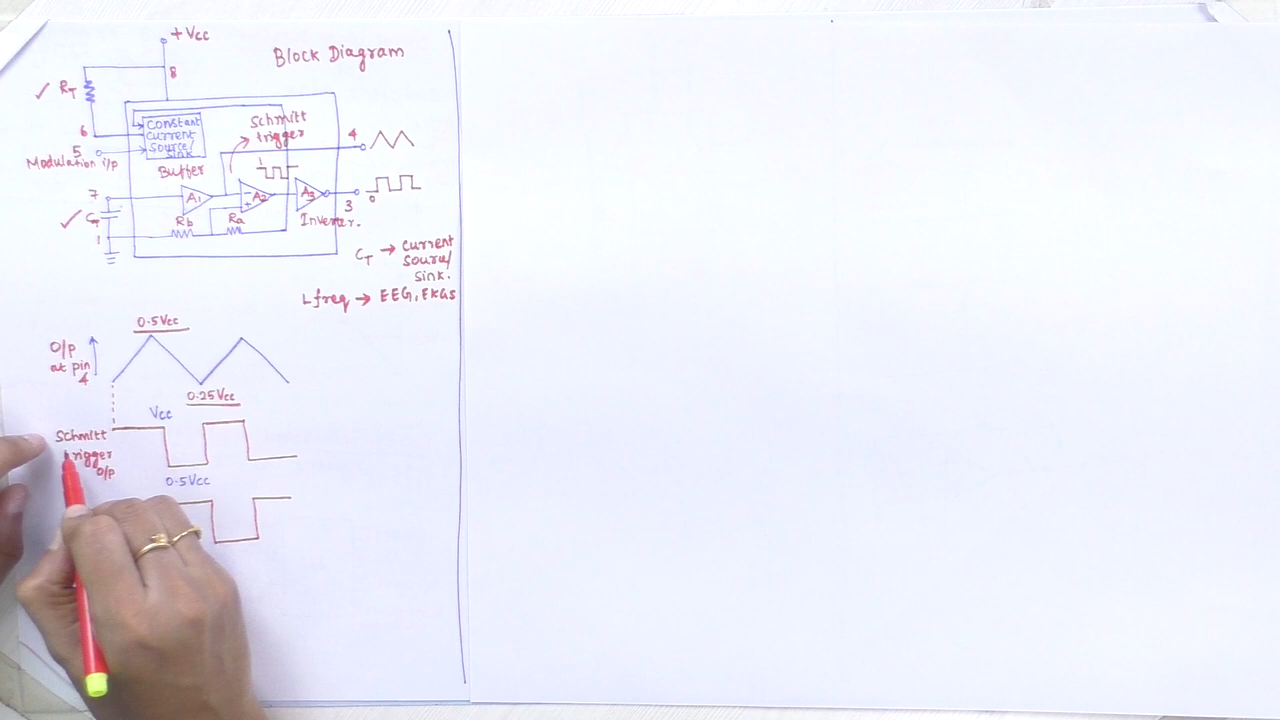 +Vcc
Block Diagram
8
RT
6
5
Modulation i/p
Constant
current
source/
sink
Schmitt
trigger
4
Buffer
1
7
A1
-
+
A2
A3
3
0
CT
Rb
Ra
Inverter.
1
CT → current
source/
sink.
Lfreq → EEG, EKGs
0.5Vcc
O/p
at pin
4
0.25Vcc
Vcc
Schmitt
trigger
O/p
0.5Vcc